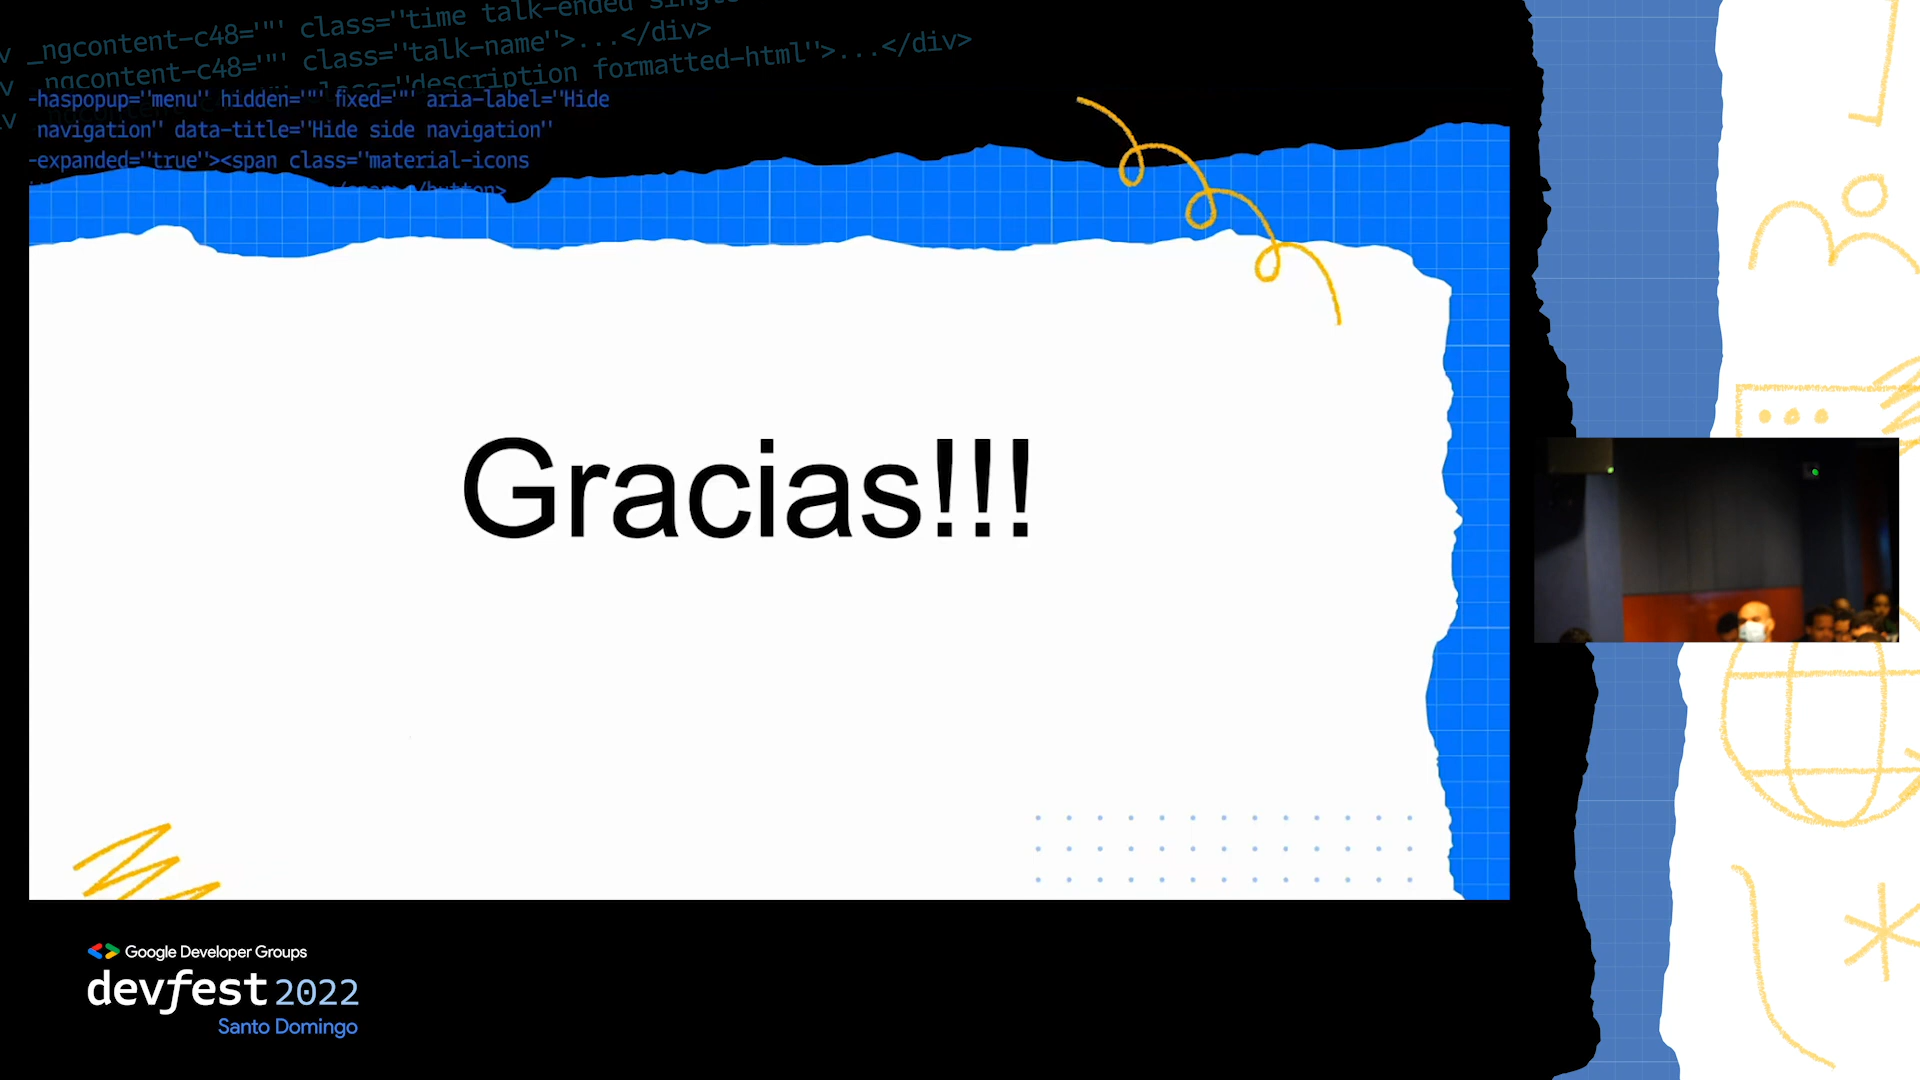 class="time talk-ended
_ngcontent-c48="" class="talk-name">...</div>
ngcontent-c48="" class="description formatted-html">...</div>
-haspopup="menu" hidden="" fixed="" aria-label="Hide
navigation" data-title="Hide side navigation"
-expanded="true"><span class="material-icons
/button>
Gracias!!!
Google Developer Groups
devfest 2022
Santo Domingo